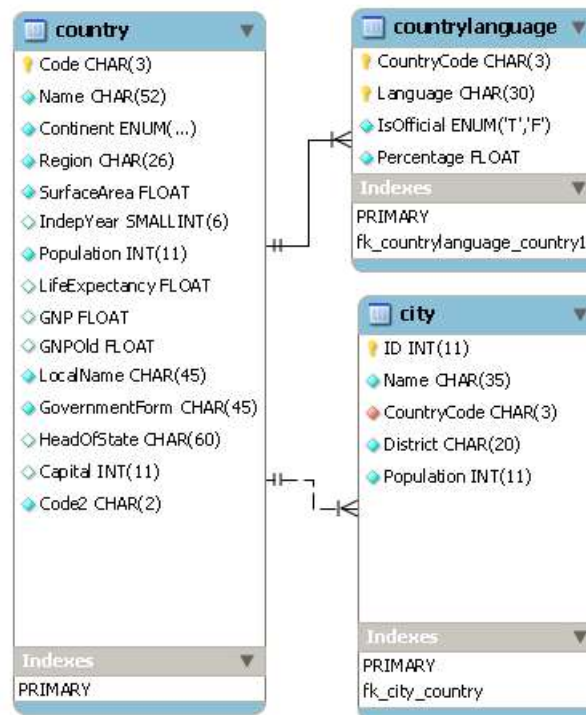 country
Code CHAR(3)
Name CHAR(52)
Continent ENUM(...)
Region CHAR(26)
SurfaceArea FLOAT
IndepYear SMALLINT(6)
Population INT(11)
LifeExpectancy FLOAT
GNP FLOAT
GNPOld FLOAT
LocalName CHAR(45)
GovernmentForm CHAR(45)
HeadOfState CHAR(60)
Capital INT(11)
Code2 CHAR(2)
Indexes
PRIMARY
countrylanguage
CountryCode CHAR(3)
Language CHAR(30)
IsOfficial ENUM('T','F')
Percentage FLOAT
Indexes
PRIMARY
fk_countrylanguage_country1
city
ID INT(11)
Name CHAR(35)
CountryCode CHAR(3)
District CHAR(20)
Population INT(11)
Indexes
PRIMARY
fk_city_country